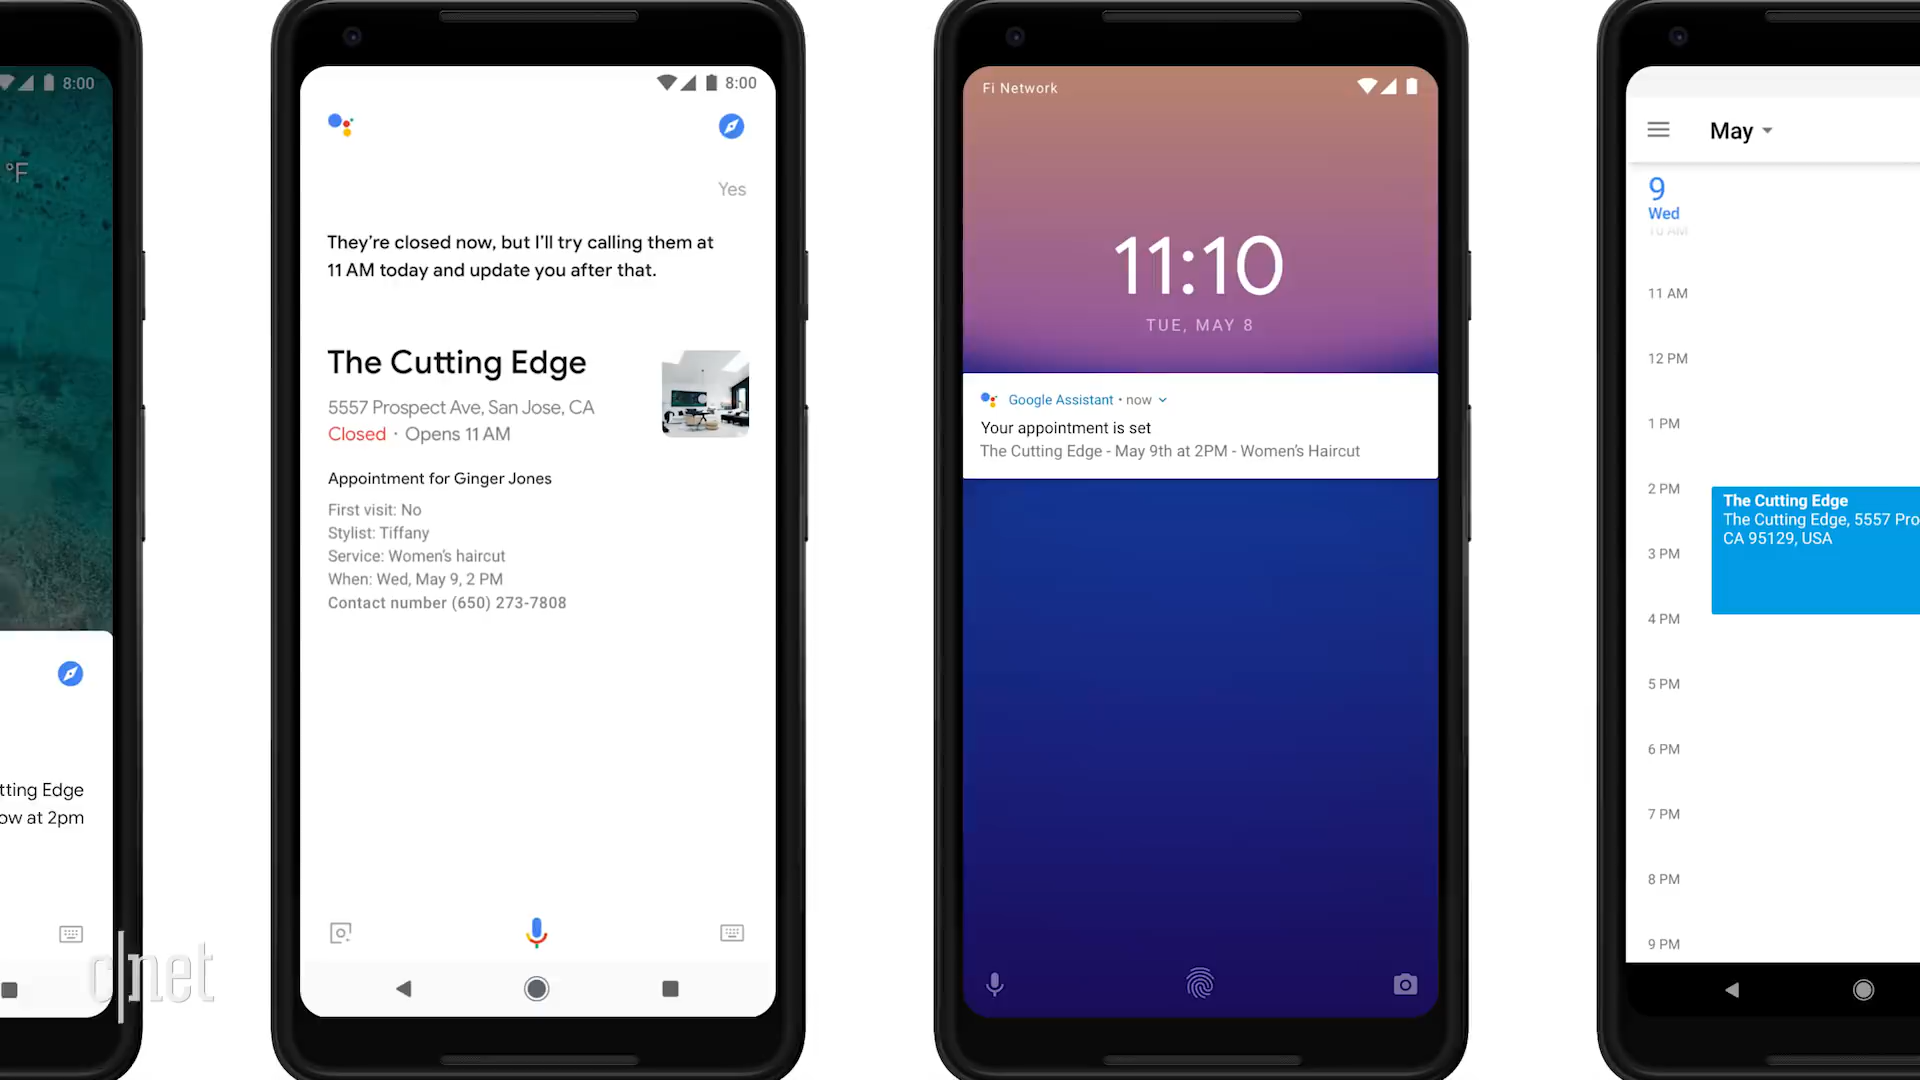 8:00
°F
tting Edge
ow at 2pm
8:00
Yes
They're closed now, but I'll try calling them at
11 AM today and update you after that.
The Cutting Edge
5557 Prospect Ave, San Jose, CA
Closed · Opens 11 AM
Appointment for Ginger Jones
First visit: No
Stylist: Tiffany
Service: Women's haircut
When: Wed, May 9, 2 PM
Contact number (650) 273-7808
Fi Network
11:10
TUE, MAY 8
Google Assistant • now
Your appointment is set
The Cutting Edge - May 9th at 2PM - Women's Haircut
May
9
Wed
10 AM
11 AM
12 PM
1 PM
2 PM
The Cutting Edge
The Cutting Edge, 5557 Pro
CA 95129, USA
3 PM
4 PM
5 PM
6 PM
7 PM
8 PM
9 PM
c|net